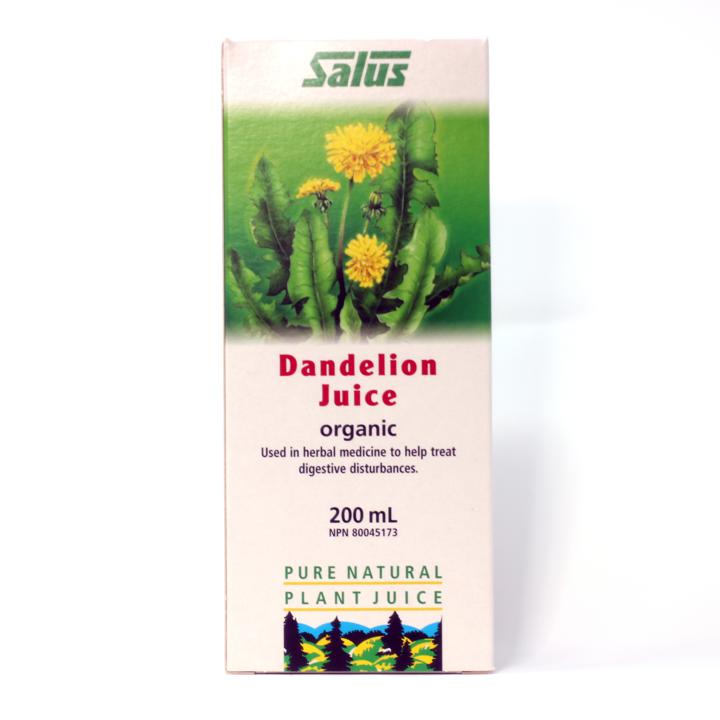 Salus
Dandelion
Juice
organic
Used in herbal medicine to help treat
digestive disturbances.
200 mL
NPN 80045173
PURE NATURAL
PLANT JUICE